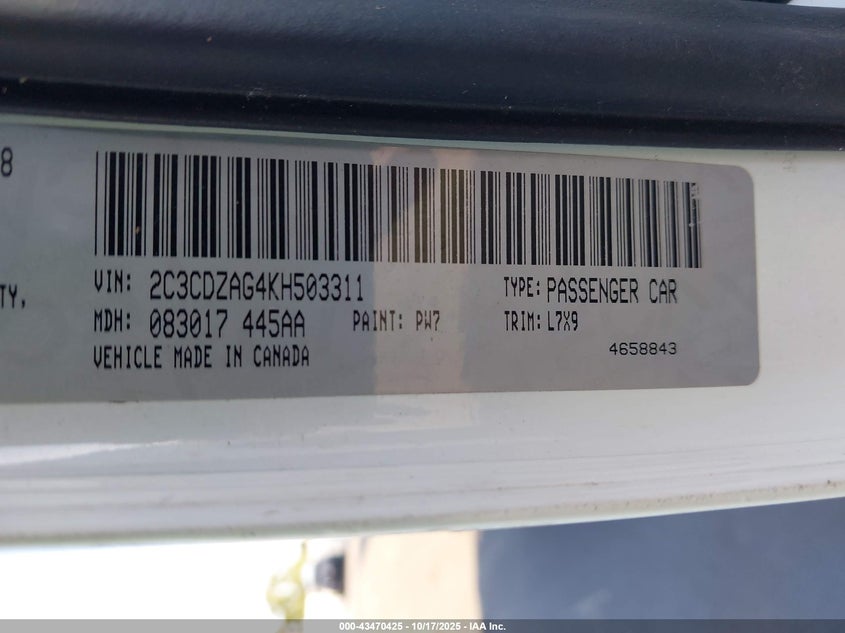 8
TY,
VIN: 2C3CDZAG4KH503311 TYPE: PASSENGER CAR
MDH: 083017 445AA PAINT: PW7 TRIM: L7X9
VEHICLE MADE IN CANADA 4658843
000-43470425 - 10/17/2025 - IAA Inc.